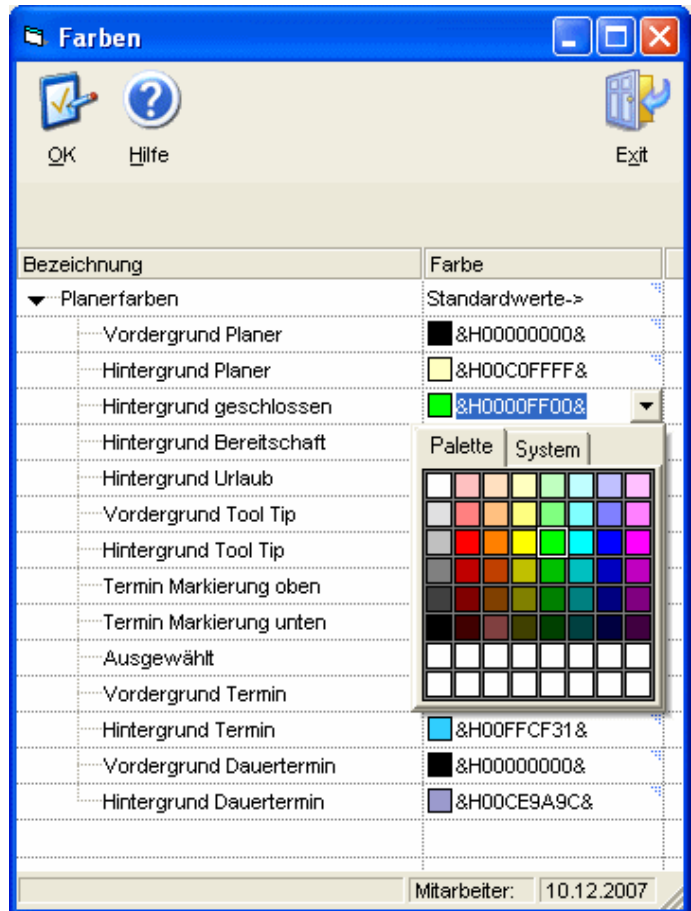 Farben
OK Hilfe Exit
Bezeichnung Farbe
Planerfarben Standardwerte->
Vordergrund Planer &H00000000&
Hintergrund Planer &H00C0FFFF&
Hintergrund geschlossen &H0000FF00&
Hintergrund Bereitschaft Palette System
Hintergrund Urlaub
Vordergrund Tool Tip
Hintergrund Tool Tip
Termin Markierung oben
Termin Markierung unten
Ausgewählt
Vordergrund Termin
Hintergrund Termin &H00FFCF31&
Vordergrund Dauertermin &H00000000&
Hintergrund Dauertermin &H00CE9A9C&
Mitarbeiter: 10.12.2007